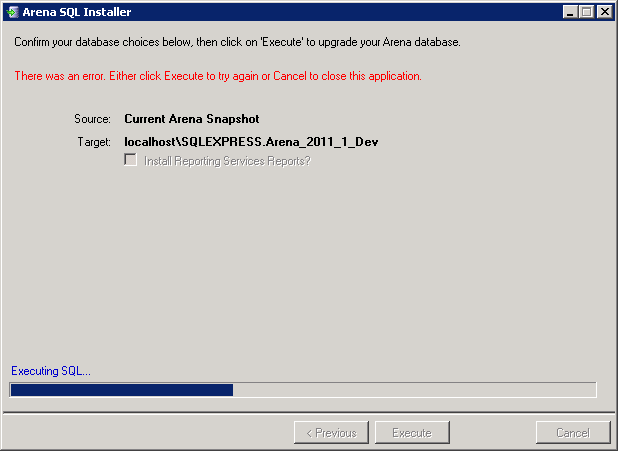 Arena SQL Installer
Confirm your database choices below, then click on 'Execute' to upgrade your Arena database.
There was an error. Either click Execute to try again or Cancel to close this application.
Source: Current Arena Snapshot
Target: localhost\SQLEXPRESS.Arena_2011_1_Dev
Install Reporting Services Reports?
Executing SQL...
< Previous Execute Cancel